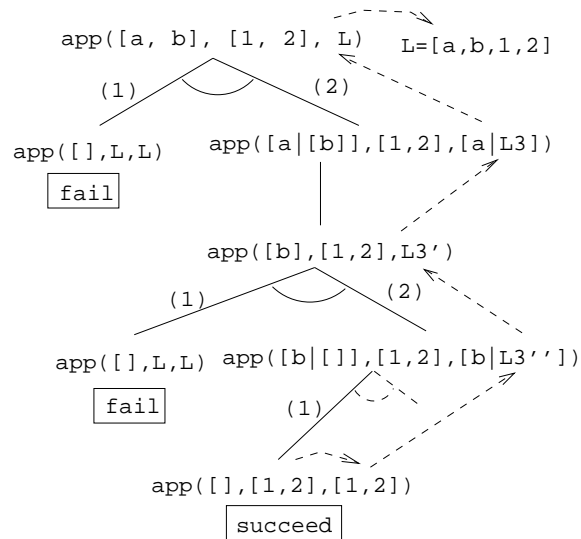 app([a, b], [1, 2], L)
L=[a,b,1,2]
(1)
(2)
app([],L,L)
app([a|[b]],[1,2],[a|L3])
fail
app([b],[1,2],L3')
(1)
(2)
app([],L,L)
app([b|[]],[1,2],[b|L3''])
fail
(1)
app([],[1,2],[1,2])
succeed